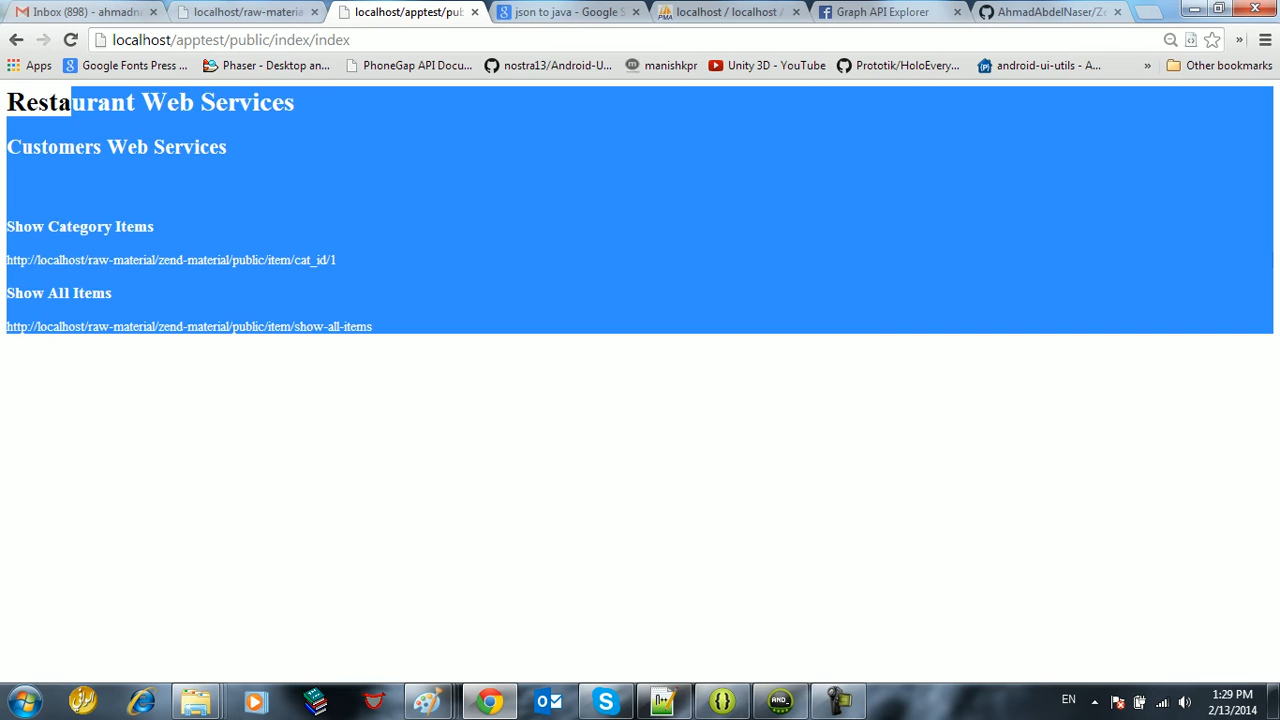 Inbox (898) - ahmadna
localhost/raw-materia
localhost/apptest/pub
json to java - Google S
localhost / localhost /
Graph API Explorer
AhmadAbdelNaser/Ze
localhost/apptest/public/index/index
Apps
Google Fonts Press ...
Phaser - Desktop an...
PhoneGap API Docu...
nostra13/Android-U...
manishkpr
Unity 3D - YouTube
Prototik/HoloEvery...
android-ui-utils - A...
»
Other bookmarks
Restaurant Web Services
Customers Web Services
Show Category Items
http://localhost/raw-material/zend-material/public/item/cat_id/1
Show All Items
http://localhost/raw-material/zend-material/public/item/show-all-items
EN
1:29 PM
2/13/2014